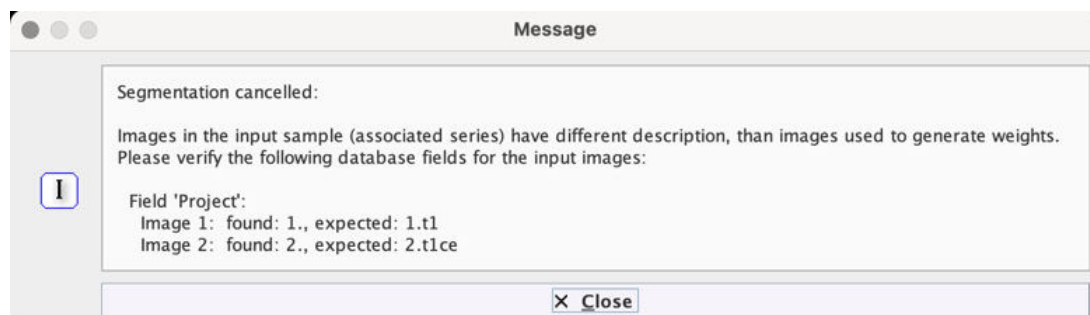 Message
Segmentation cancelled:
Images in the input sample (associated series) have different description, than images used to generate weights.
Please verify the following database fields for the input images:
Field 'Project':
Image 1: found: 1., expected: 1.t1
Image 2: found: 2., expected: 2.t1ce
I
X Close